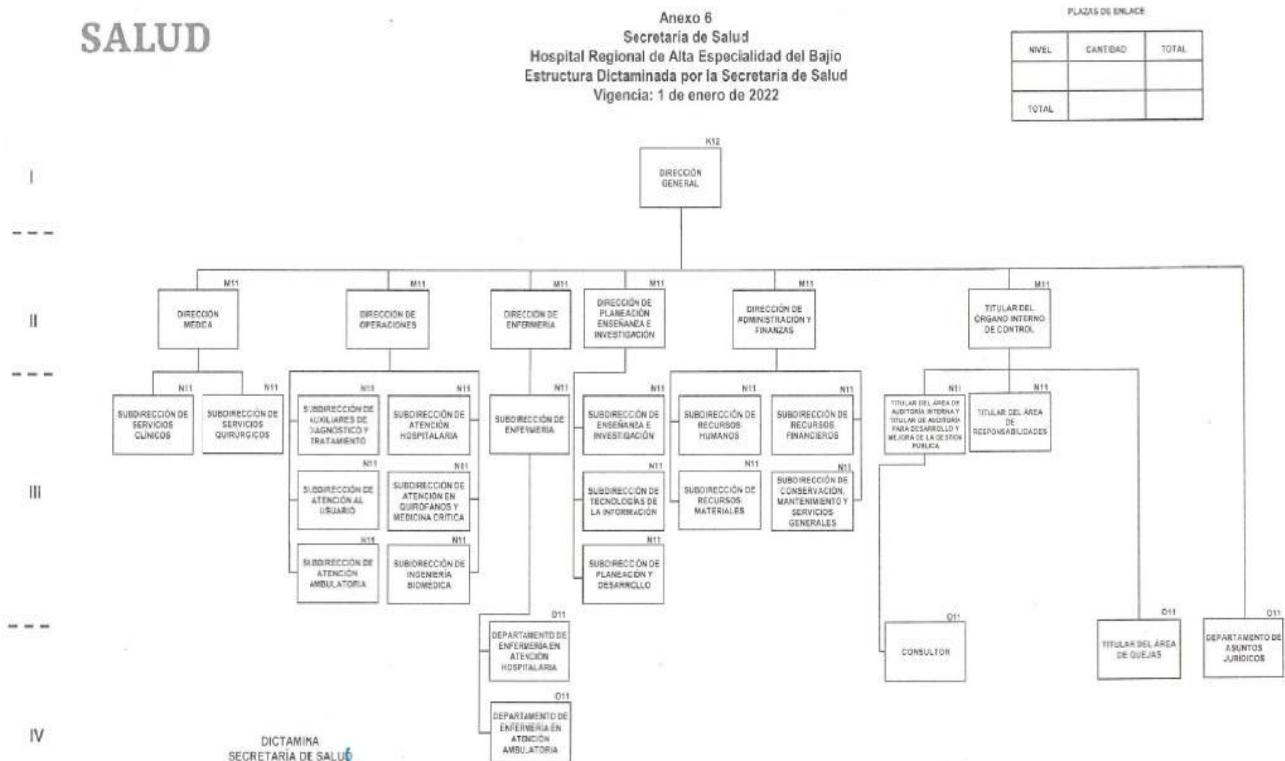 SALUD
Anexo 6
Secretaría de Salud
Hospital Regional de Alta Especialidad del Bajío
Estructura Dictaminada por la Secretaría de Salud
Vigencia: 1 de enero de 2022
PLAZAS DE ENLACE
NIVEL CANTIDAD TOTAL
TOTAL
I
K12
DIRECCIÓN
GENERAL
II
M11
DIRECCIÓN
MÉDICA
M11
DIRECCIÓN
DE OPERACIONES
M11
DIRECCIÓN
DE ENFERMERÍA
M11
DIRECCIÓN DE
PLANEACIÓN
ENSEÑANZA E
INVESTIGACIÓN
M11
DIRECCIÓN DE
ADMINISTRACIÓN Y
FINANZAS
M11
TITULAR DEL
ÓRGANO INTERNO
DE CONTROL
III
N11
SUBDIRECCIÓN DE
SERVICIOS
CLÍNICOS
N11
SUBDIRECCIÓN DE
SERVICIOS
QUIRÚRGICOS
N11
SUBDIRECCIÓN DE
AUXILIARES DE
DIAGNÓSTICO Y
TRATAMIENTO
N11
SUBDIRECCIÓN DE
ATENCIÓN
HOSPITALARIA
N11
SUBDIRECCIÓN
DE ENFERMERÍA
N11
SUBDIRECCIÓN DE
ENSEÑANZA E
INVESTIGACIÓN
N11
SUBDIRECCIÓN DE
RECURSOS
HUMANOS
N11
SUBDIRECCIÓN DE
RECURSOS
FINANCIEROS
N11
TITULAR DEL ÁREA DE
AUDITORÍA INTERNA Y
TITULAR DE AUDITORÍA
PARA DESARROLLO Y
MEJORA DE LA GESTIÓN
PÚBLICA
N11
TITULAR DEL ÁREA
DE
RESPONSABILIDADES
N11
SUBDIRECCIÓN DE
ATENCIÓN AL
USUARIO
N11
SUBDIRECCIÓN DE
ATENCIÓN EN
QUIRÓFANOS Y
MEDICINA CRÍTICA
N11
SUBDIRECCIÓN DE
TECNOLOGÍAS DE
LA INFORMACIÓN
N11
SUBDIRECCIÓN DE
RECURSOS
MATERIALES
N11
SUBDIRECCIÓN DE
CONSERVACIÓN,
MANTENIMIENTO Y
SERVICIOS
GENERALES
N11
SUBDIRECCIÓN DE
ATENCIÓN
AMBULATORIA
N11
SUBDIRECCIÓN DE
INGENIERÍA
BIOMÉDICA
N11
SUBDIRECCIÓN DE
PLANEACIÓN Y
DESARROLLO
IV
O11
DEPARTAMENTO DE
ENFERMERÍA EN
ATENCIÓN
HOSPITALARIA
O11
CONSULTOR
O11
TITULAR DEL ÁREA
DE QUEJAS
O11
DEPARTAMENTO DE
ASUNTOS
JURÍDICOS
O11
DEPARTAMENTO DE
ENFERMERÍA EN
ATENCIÓN
AMBULATORIA
DICTAMINA
SECRETARÍA DE SALUD